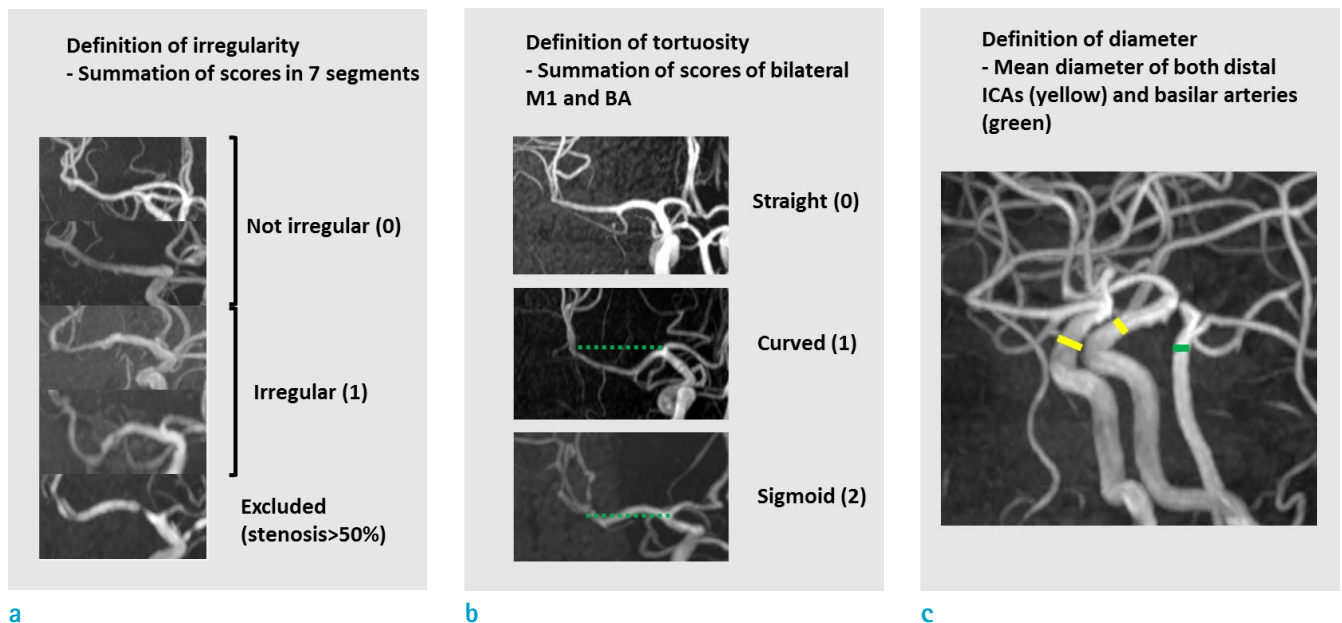 Definition of irregularity
- Summation of scores in 7 segments
Not irregular (0)
Irregular (1)
Excluded
(stenosis>50%)
a
Definition of tortuosity
- Summation of scores of bilateral
M1 and BA
Straight (0)
Curved (1)
Sigmoid (2)
b
Definition of diameter
- Mean diameter of both distal
ICAs (yellow) and basilar arteries
(green)
c